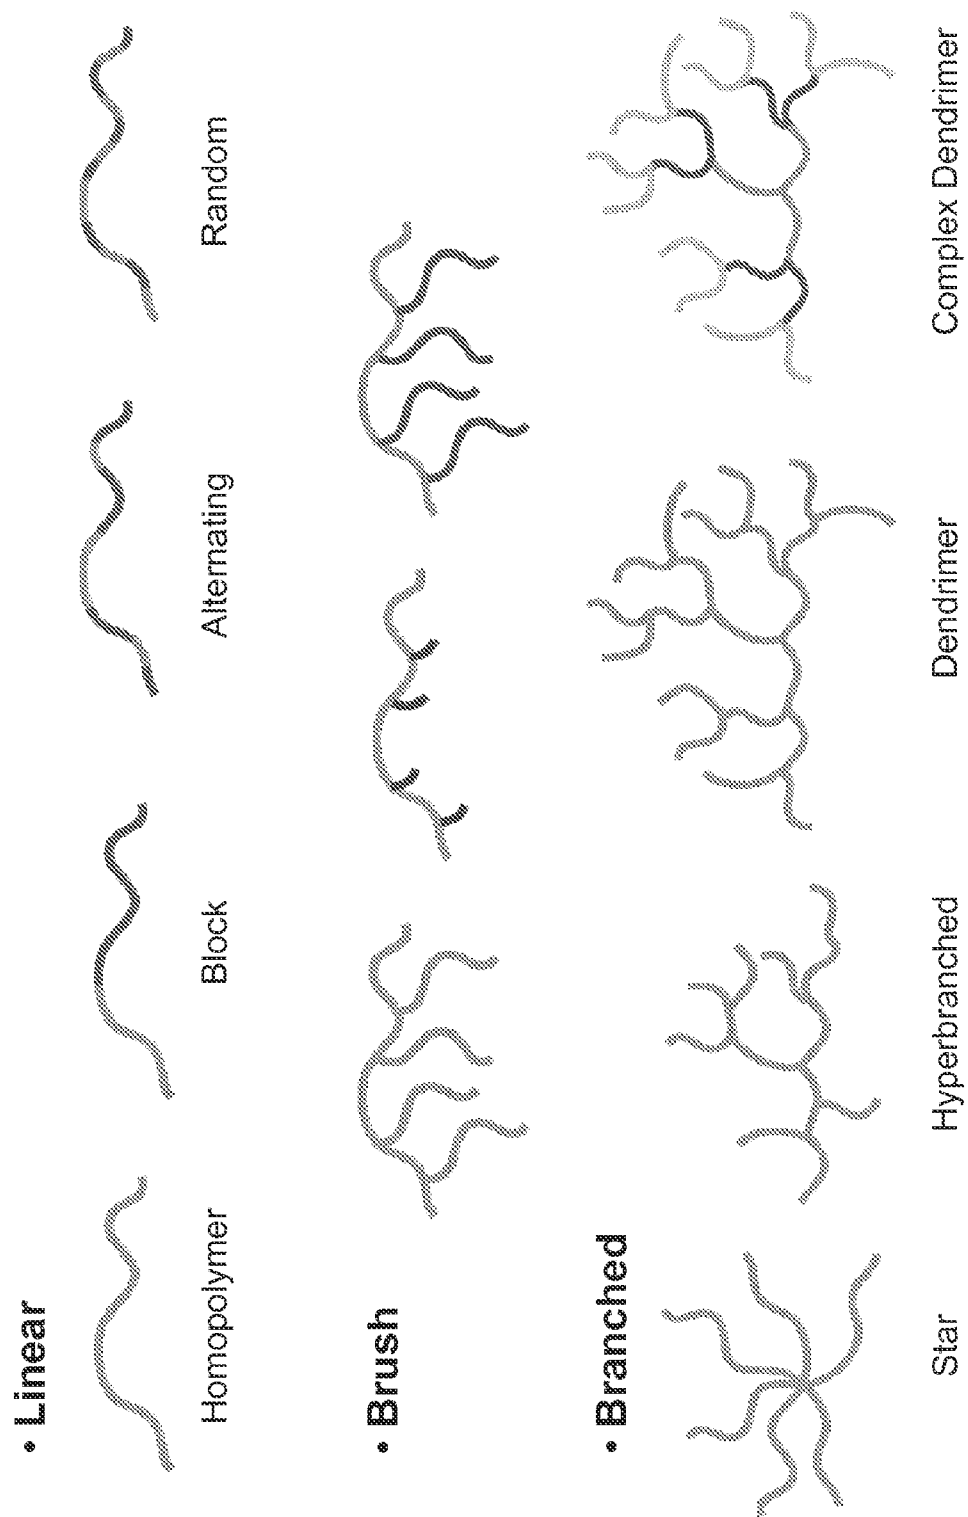 • Linear
Homopolymer
Block
Alternating
Random
• Brush
• Branched
Star
Hyperbranched
Dendrimer
Complex Dendrimer